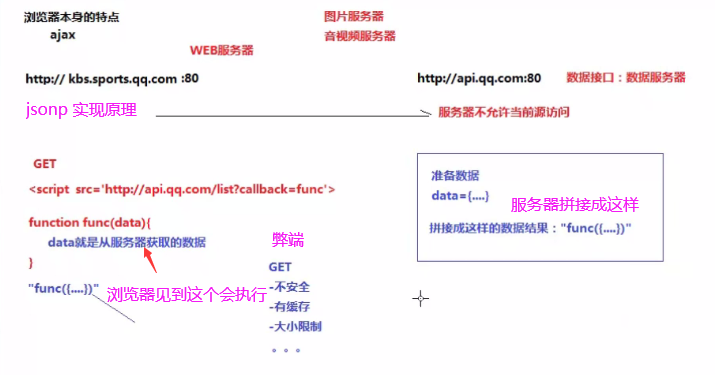 浏览器本身的特点
ajax
图片服务器
音视频服务器
WEB服务器
http:// kbs.sports.qq.com :80
http://api.qq.com:80
数据接口：数据服务器
jsonp 实现原理
服务器不允许当前源访问
GET
<script src='http://api.qq.com/list?callback=func'>
function func(data){
data就是从服务器获取的数据
}
"func({....})"
浏览器见到这个会执行
弊端
GET
-不安全
-有缓存
-大小限制
。。。
准备数据
data={....}
服务器拼接成这样
拼接成这样的数据结果："func({....})"